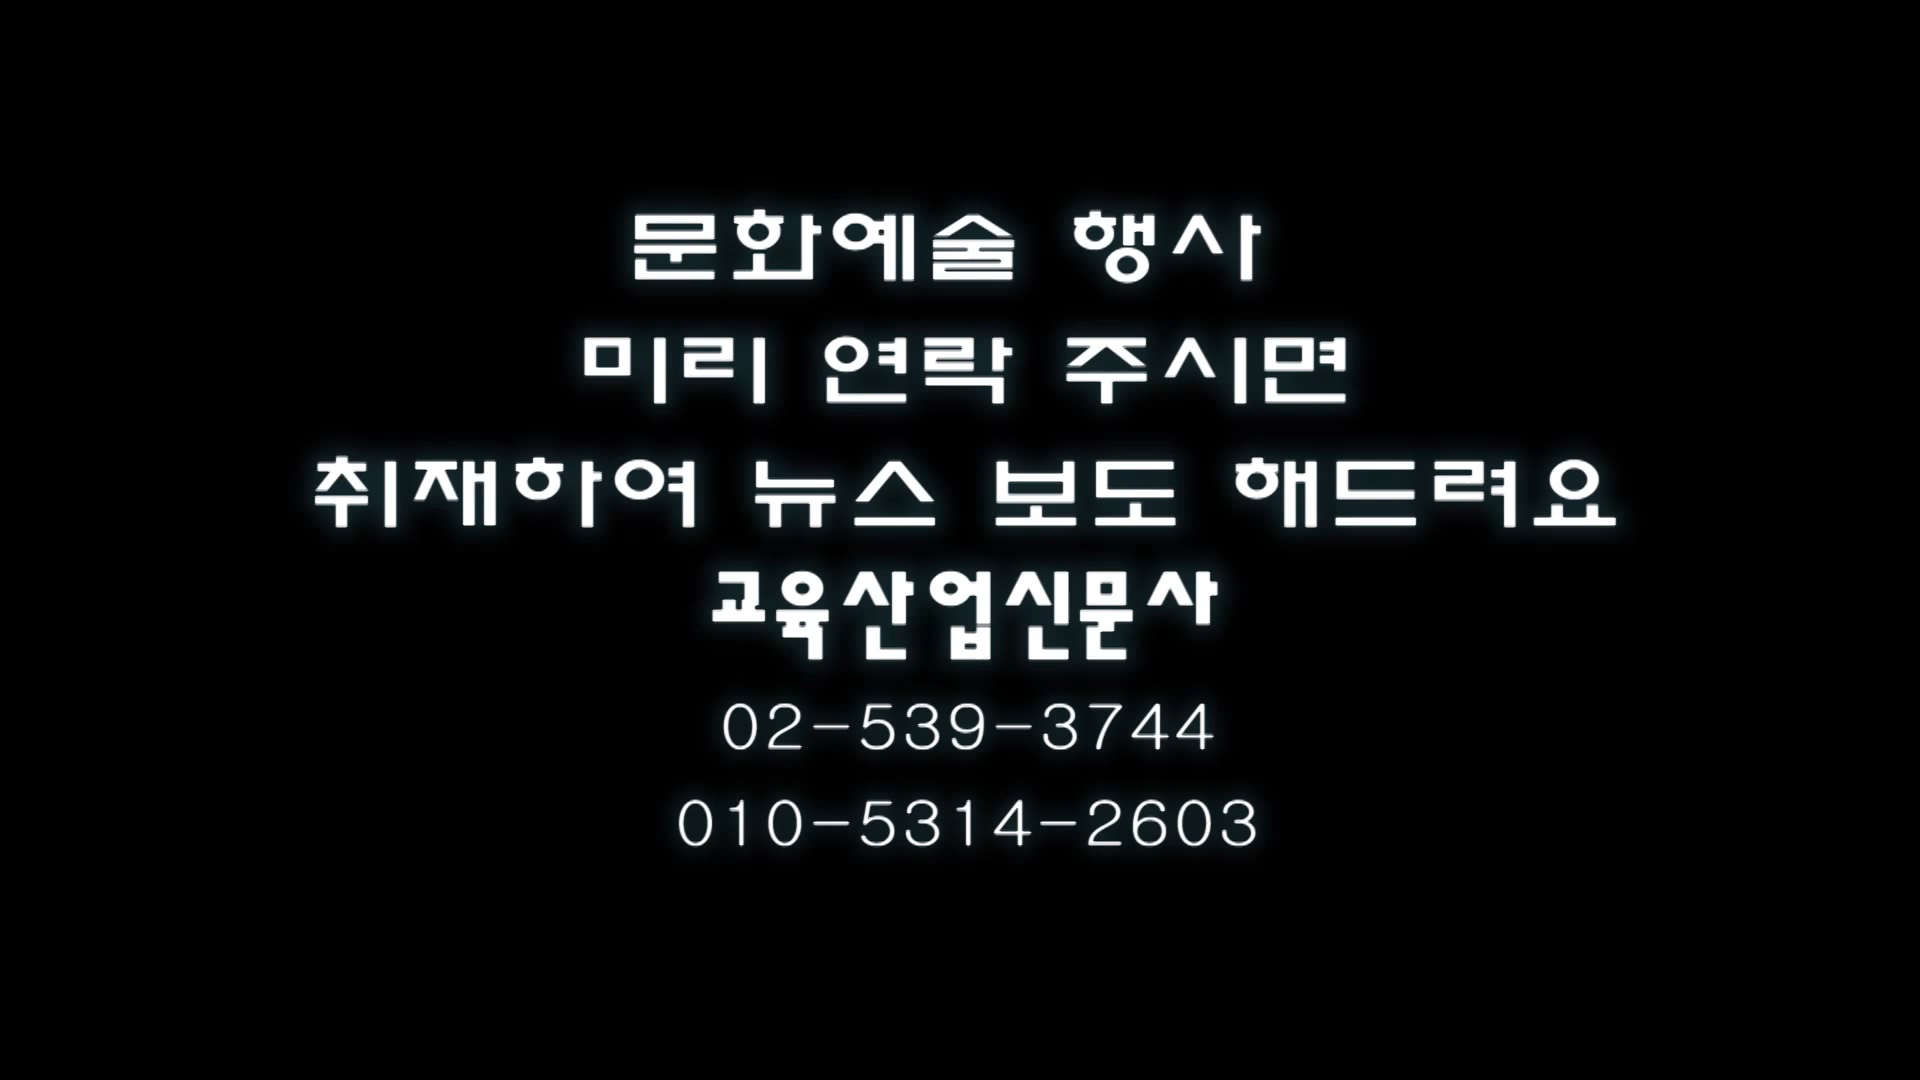 문화예술 행사
미리 연락 주시면
취재하여 뉴스 보도 해드려요
교육산업신문사
02-539-3744
010-5314-2603